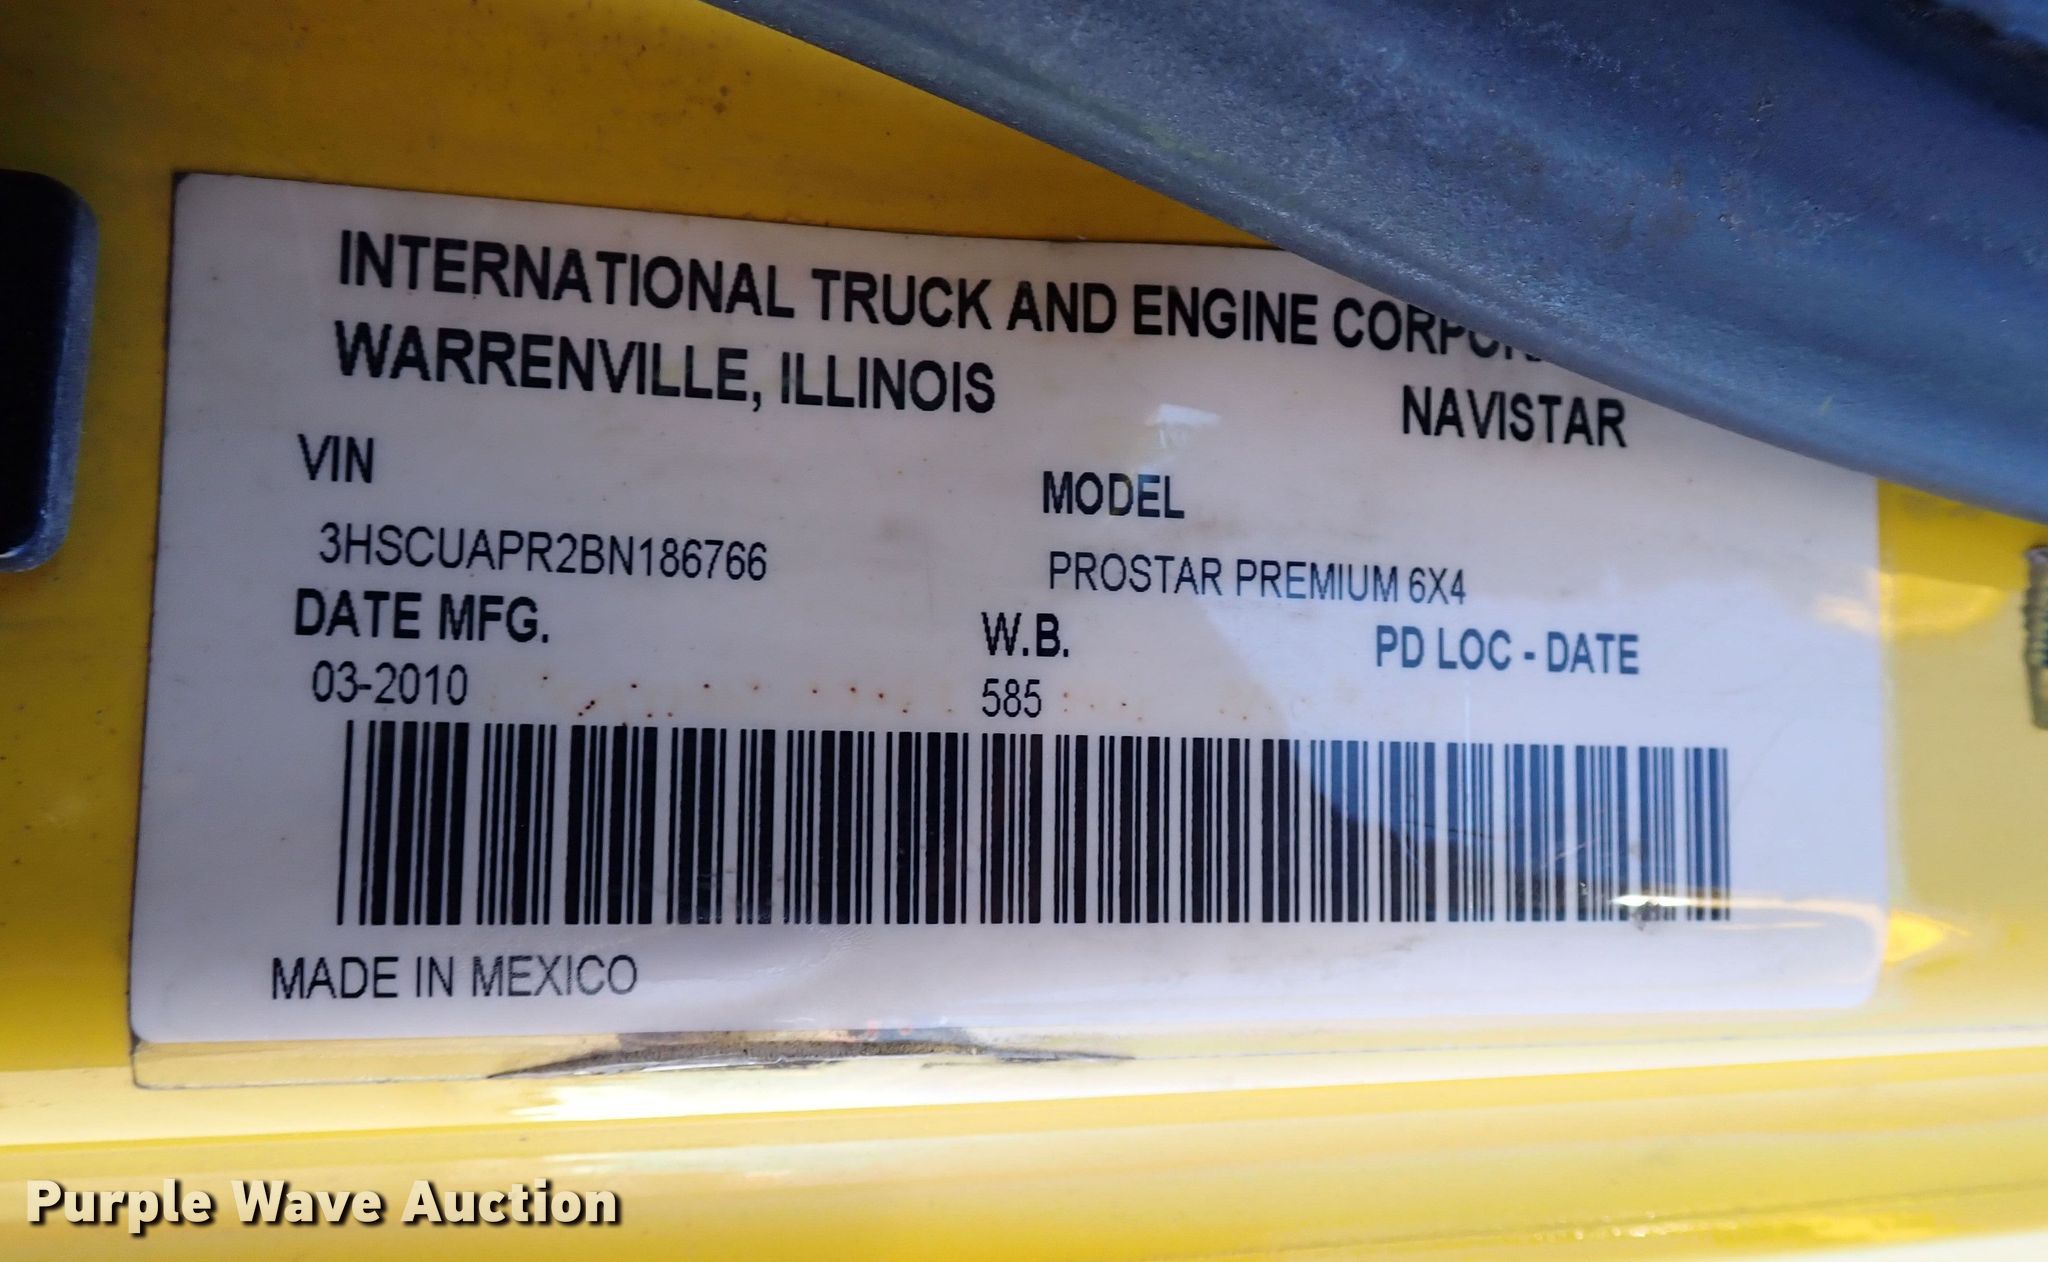 INTERNATIONAL TRUCK AND ENGINE
WARRENVILLE, ILLINOIS
NAVISTAR
VIN
MODEL
3HSCUAPR2BN186766
PROSTAR PREMIUM 6X4
DATE MFG.
W.B.
PD LOC - DATE
03-2010
585
MADE IN MEXICO
Purple Wave Auction